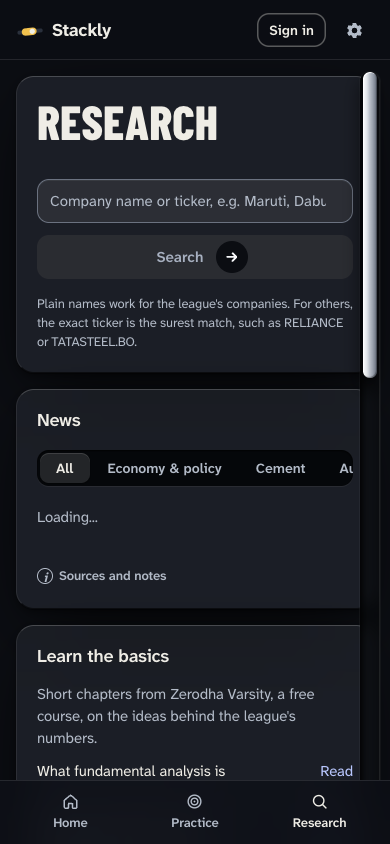 Stackly
Sign in
RESEARCH
Company name or ticker, e.g. Maruti, Dabu
Search
Plain names work for the league's companies. For others,
the exact ticker is the surest match, such as RELIANCE
or TATASTEEL.BO.
News
All Economy & policy Cement Au
Loading...
Sources and notes
Learn the basics
Short chapters from Zerodha Varsity, a free
course, on the ideas behind the league's
numbers.
What fundamental analysis is Read
Home Practice Research